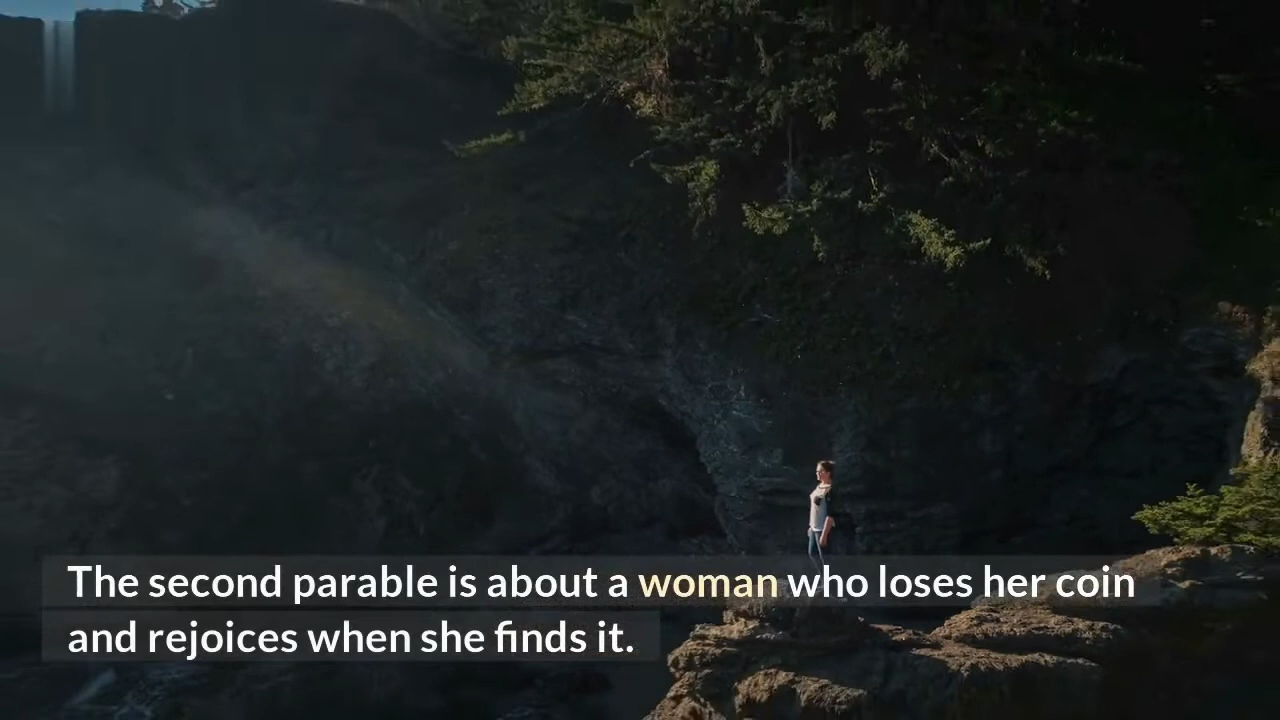 The second parable is about a woman who loses her coin
and rejoices when she finds it.